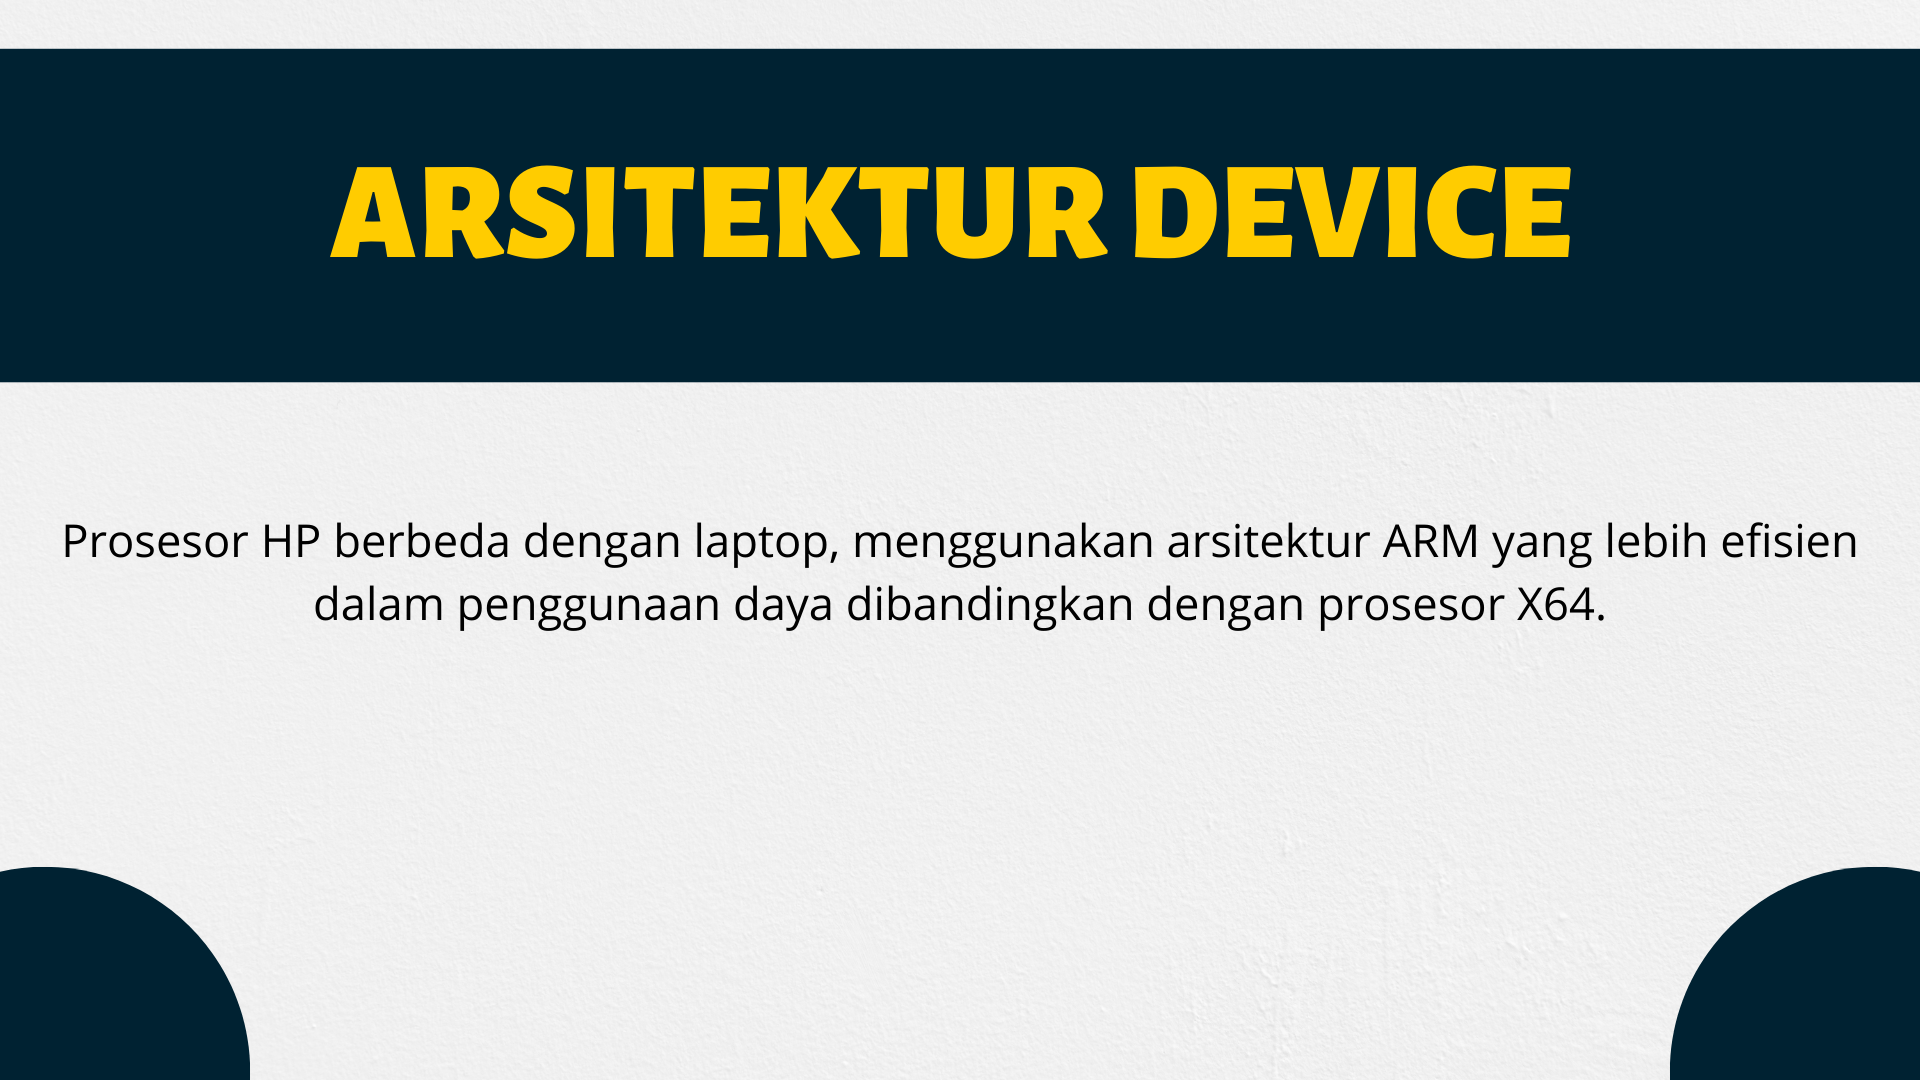 ARSITEKTUR DEVICE
Prosesor HP berbeda dengan laptop, menggunakan arsitektur ARM yang lebih efisien
dalam penggunaan daya dibandingkan dengan prosesor X64.